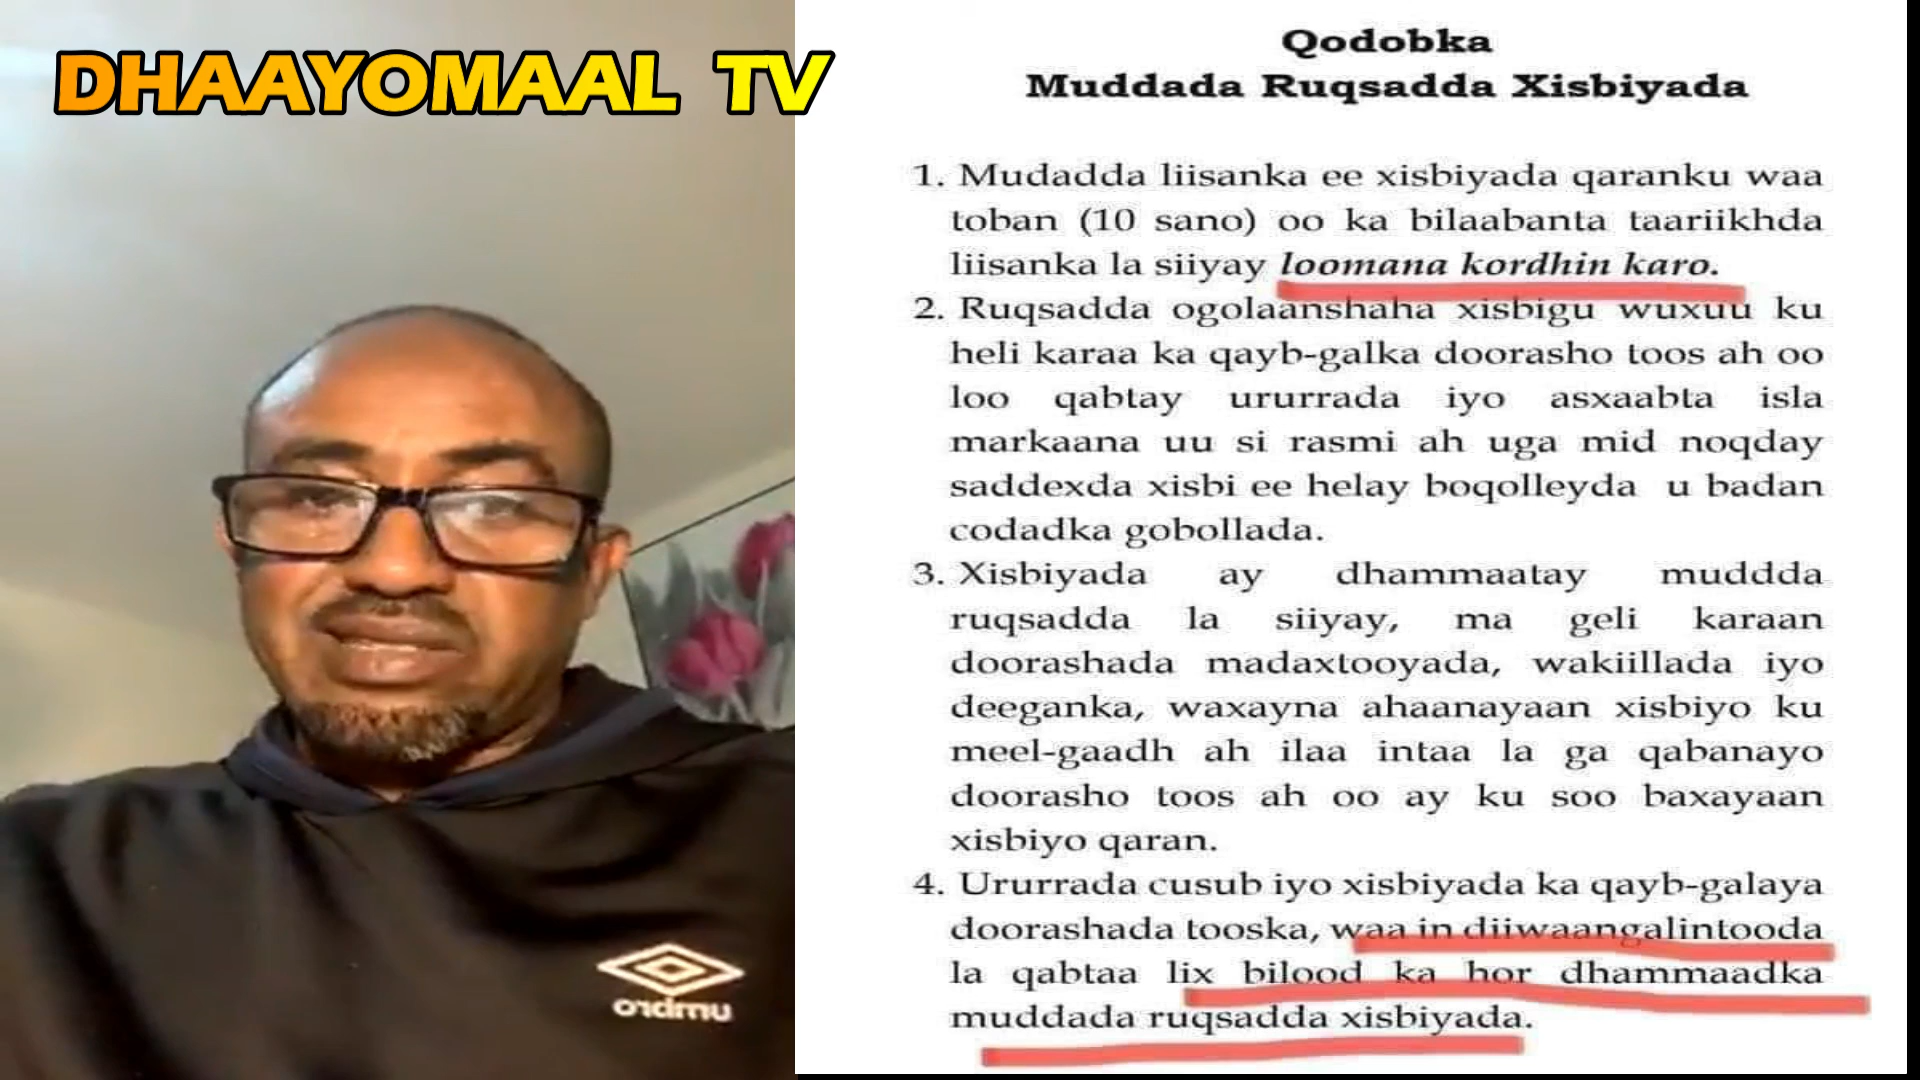 DHAAYOMAAL TV
umbro
Qodobka
Muddada Ruqsadda Xisbiyada
1. Mudadda liisanka ee xisbiyada qaranku waa
toban (10 sano) oo ka bilaabanta taariikhda
liisanka la siiyay loomana kordhin karo.
2. Ruqsadda ogolaanshaha xisbigu wuxuu ku
heli karaa ka qayb-galka doorasho toos ah oo
loo qabtay ururrada iyo asxaabta isla
markaana uu si rasmi ah uga mid noqday
saddexda xisbi ee helay boqolleyda u badan
codadka gobollada.
3. Xisbiyada ay dhammaatay muddda
ruqsadda la siiyay, ma geli karaan
doorashada madaxtooyada, wakiillada iyo
deeganka, waxayna ahaanayaan xisbiyo ku
meel-gaadh ah ilaa intaa la ga qabanayo
doorasho toos ah oo ay ku soo baxayaan
xisbiyo qaran.
4. Ururrada cusub iyo xisbiyada ka qayb-galaya
doorashada tooska, waa in diiwaangalintooda
la qabtaa lix bilood ka hor dhammaadka
muddada ruqsadda xisbiyada.